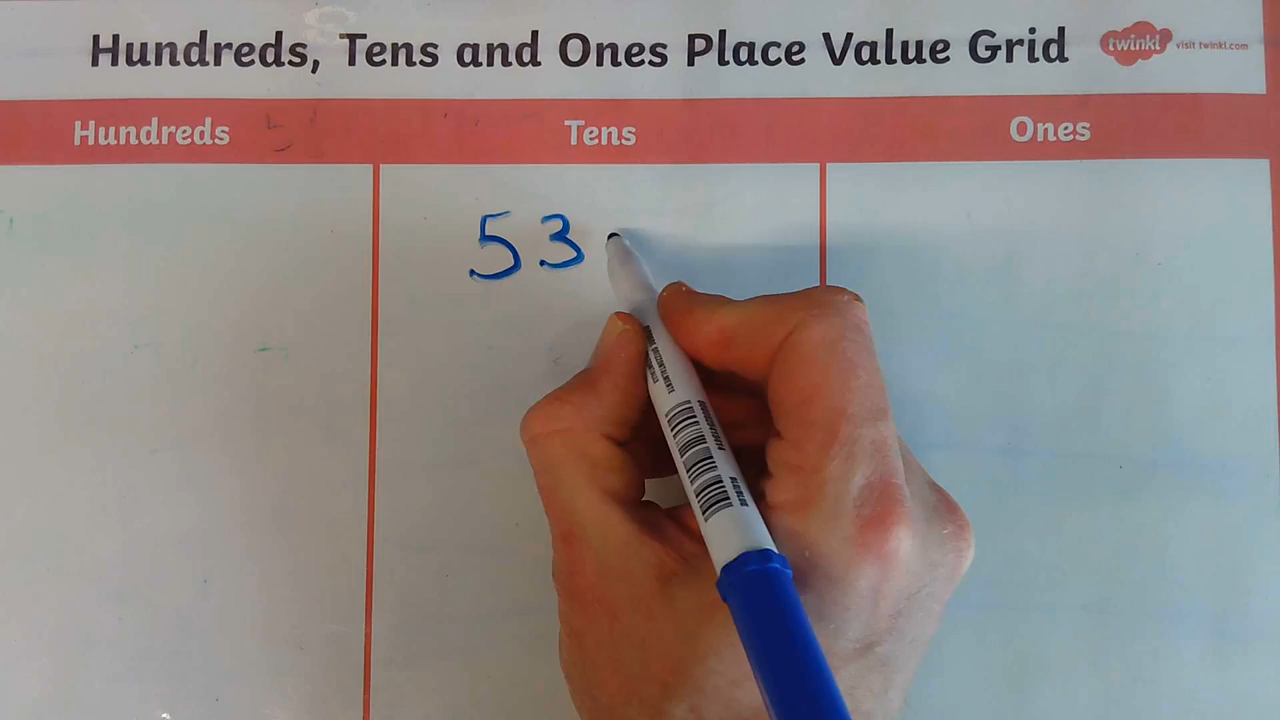 Hundreds, Tens and Ones Place Value Grid
twinkl visit twinkl.com
Hundreds Tens Ones
53